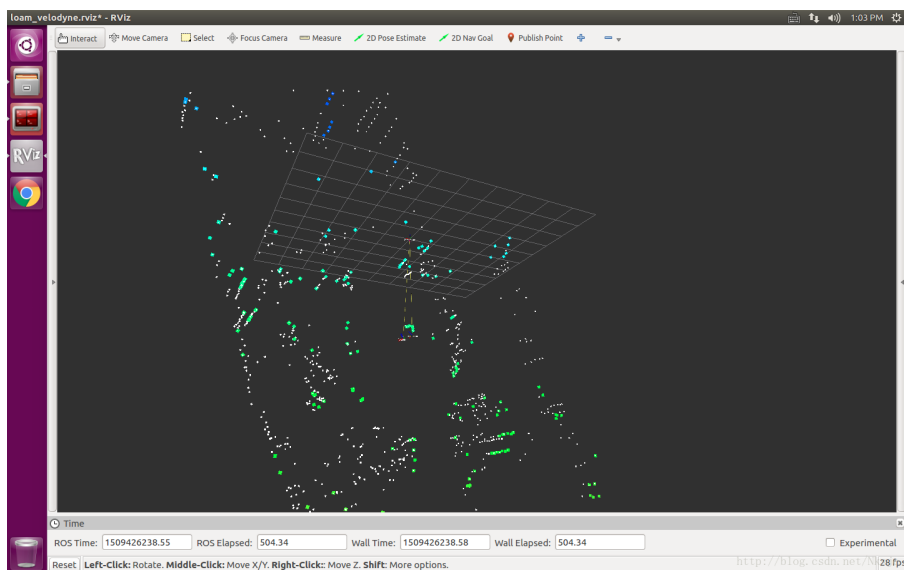 loam_velodyne.rviz* - RViz
1:03 PM
Interact Move Camera Select Focus Camera Measure 2D Pose Estimate 2D Nav Goal Publish Point
RViz
Time
ROS Time: 1509426238.55 ROS Elapsed: 504.34 Wall Time: 1509426238.58 Wall Elapsed: 504.34 Experimental
Reset Left-Click: Rotate. Middle-Click: Move X/Y. Right-Click:: Move Z. Shift: More options. 28 fps